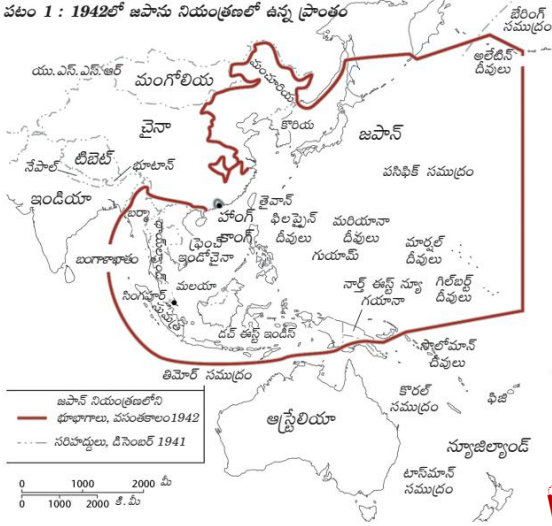 పటం 1 : 1942లో జపాను నియంత్రణలో ఉన్న ప్రాంతం
బేరింగ్
సముద్రం
యు.ఎస్.ఎస్.ఆర్
మంగోలియ
మంచూరియ
అలేటిన్
దీవులు
చైనా
కొరియ
జపాన్
టిబెట్
నేపాల్
భూటాన్
పసిఫిక్ సముద్రం
ఇండియా
బర్మా
హాంగ్
కాంగ్
తైవాన్
ఫిలిప్పైన్
దీవులు
మరియానా
దీవులు
గుయామ్
ఫ్రెంచ్
ఇండోచైనా
మార్షల్
దీవులు
బంగాళాఖాతం
మలయా
సింగపూర్
నార్త్ ఈస్ట్ న్యూ
గయానా
గిల్‌బర్ట్
దీవులు
డచ్ ఈస్ట్ ఇండీస్
సొలోమాన్
దీవులు
తిమోర్ సముద్రం
జపాన్ నియంత్రణలోని
భూభాగాలు, వసంతకాలం1942
సరిహద్దులు, డిసెంబర్ 1941
ఆస్ట్రేలియా
కొరల్
సముద్రం
ఫిజి
న్యూజిల్యాండ్
టాస్‌మాన్
సముద్రం
0 1000 2000 మీ
0 1000 2000 కి.మీ